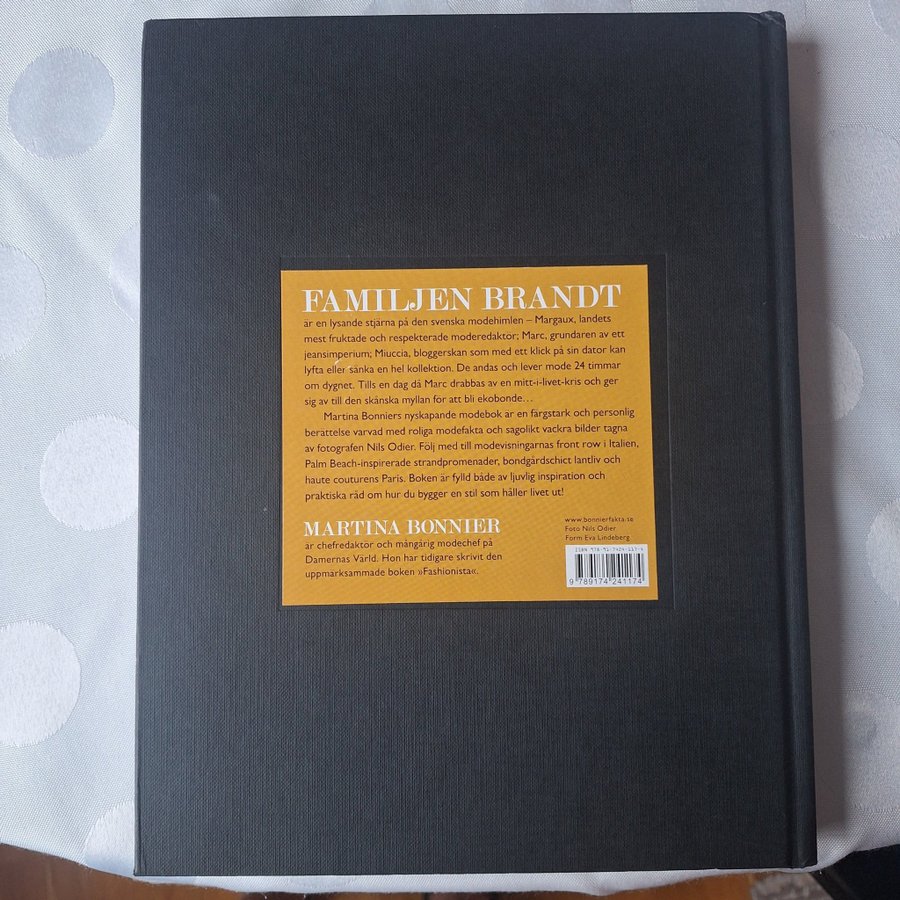 FAMILJEN BRANDT
är en lysande stjärna på den svenska modehimlen – Margaux, landets
mest fruktade och respekterade moderedaktör; Marc, grundaren av ett
jeansimperium; Miuccia, bloggerskan som med ett klick på sin dator kan
lyfta eller sänka en hel kollektion. De andas och lever mode 24 timmar
om dygnet. Tills en dag då Marc drabbas av en mitt-i-livet-kris och ger
sig av till den skånska myllan för att bli ekobonde…
Martina Bonniers nyskapande modebok är en färgstark och personlig
berättelse varvad med roliga modefakta och sagolikt vackra bilder tagna
av fotografen Nils Odier. Följ med till modevisningarnas front row i Italien,
Palm Beach-inspirerade strandpromenader, bondgårdschict lantliv och
haute couturens Paris. Boken är fylld både av ljuvlig inspiration och
praktiska råd om hur du bygger en stil som håller livet ut!
MARTINA BONNIER
är chefredaktör och mångårig modechef på
Damernas Värld. Hon har tidigare skrivit den
uppmärksammade boken »Fashionista«.
www.bonnierfakta.se
Foto Nils Odier
Form Eva Lindeberg
ISBN 978-91-7424-117-4
9 789174 241174